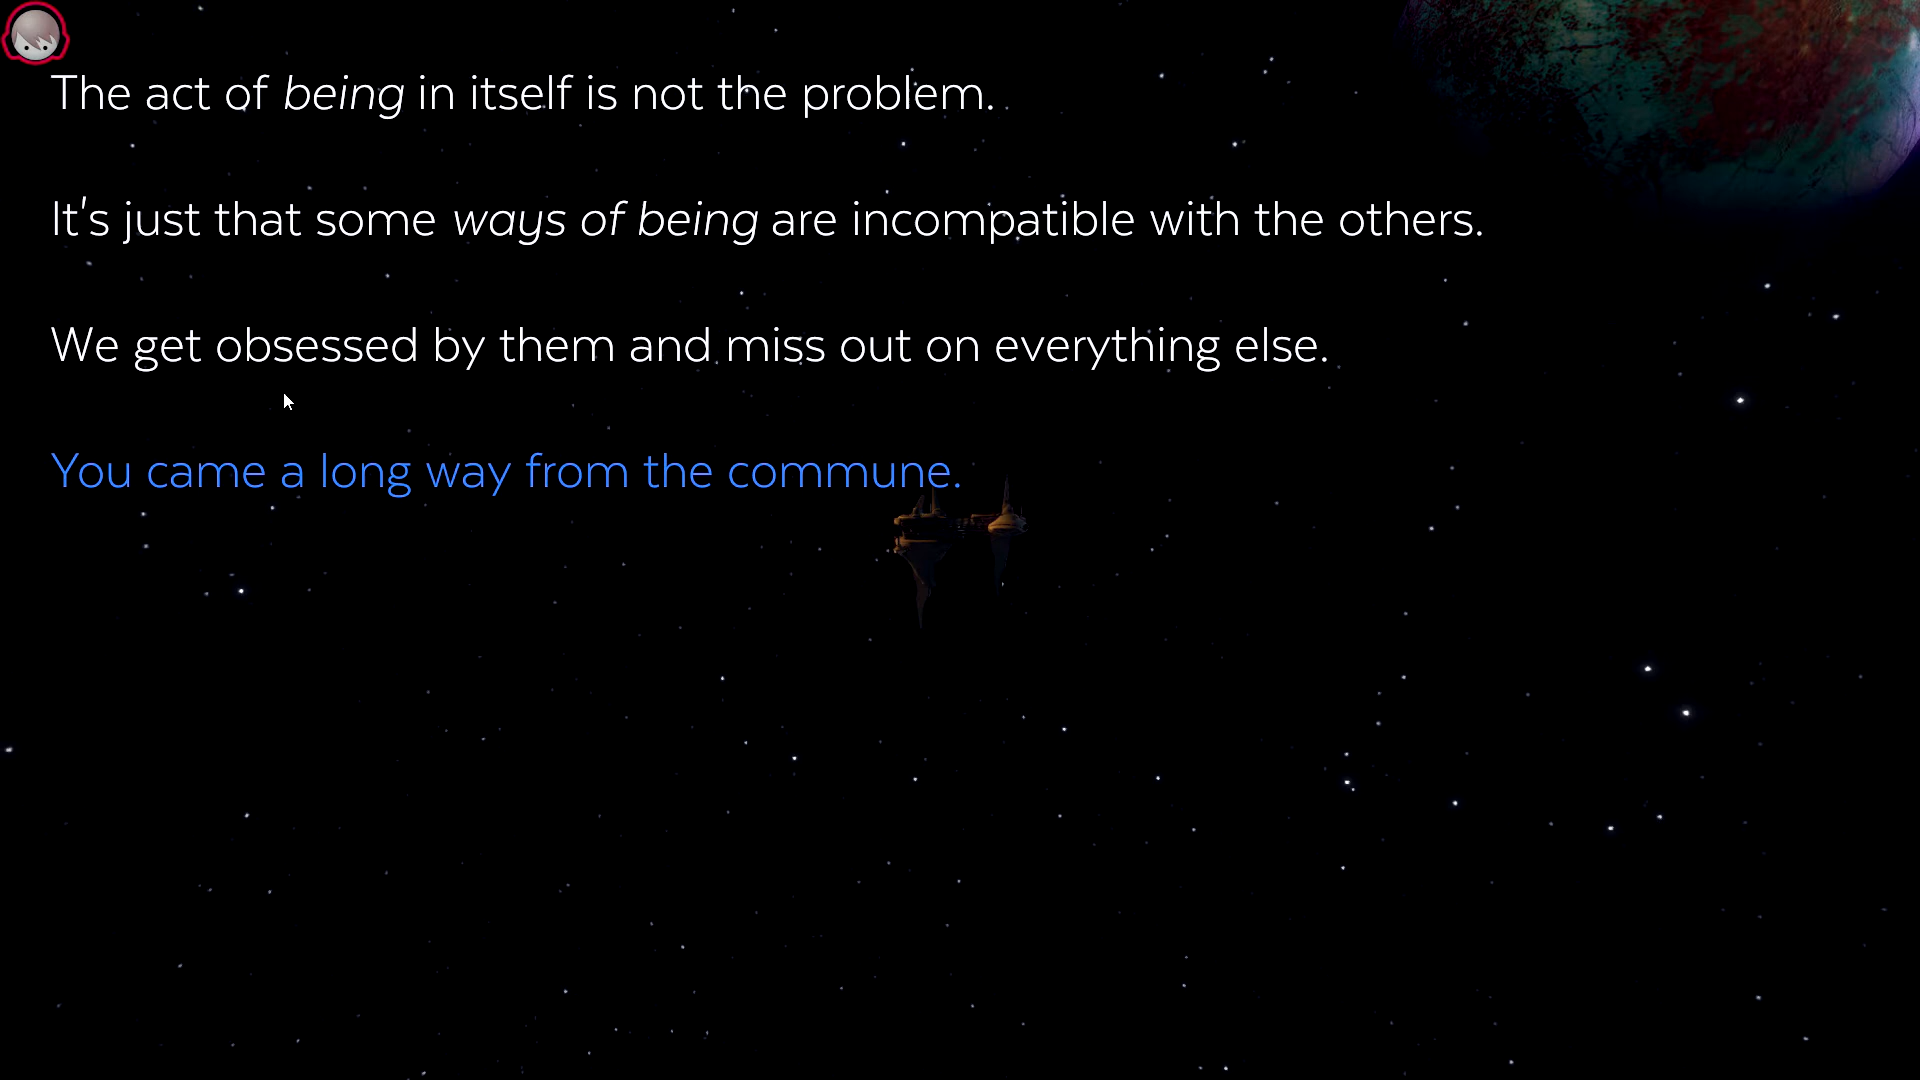 The act of being in itself is not the problem.
It's just that some ways of being are incompatible with the others.
We get obsessed by them and miss out on everything else.
You came a long way from the commune.